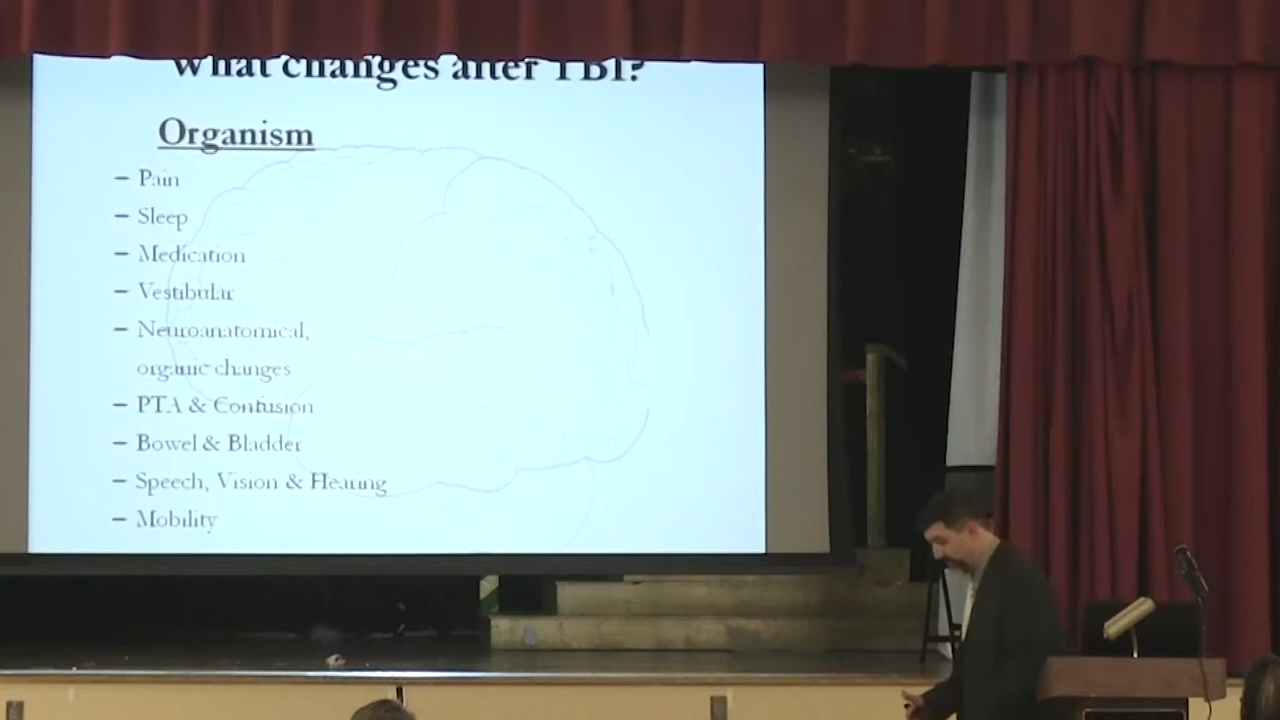 What changes after TBI?
Organism
– Pain
– Sleep
– Medication
– Vestibular
– Neuroanatomical,
organic changes
– PTA & Confusion
– Bowel & Bladder
– Speech, Vision & Hearing
– Mobility